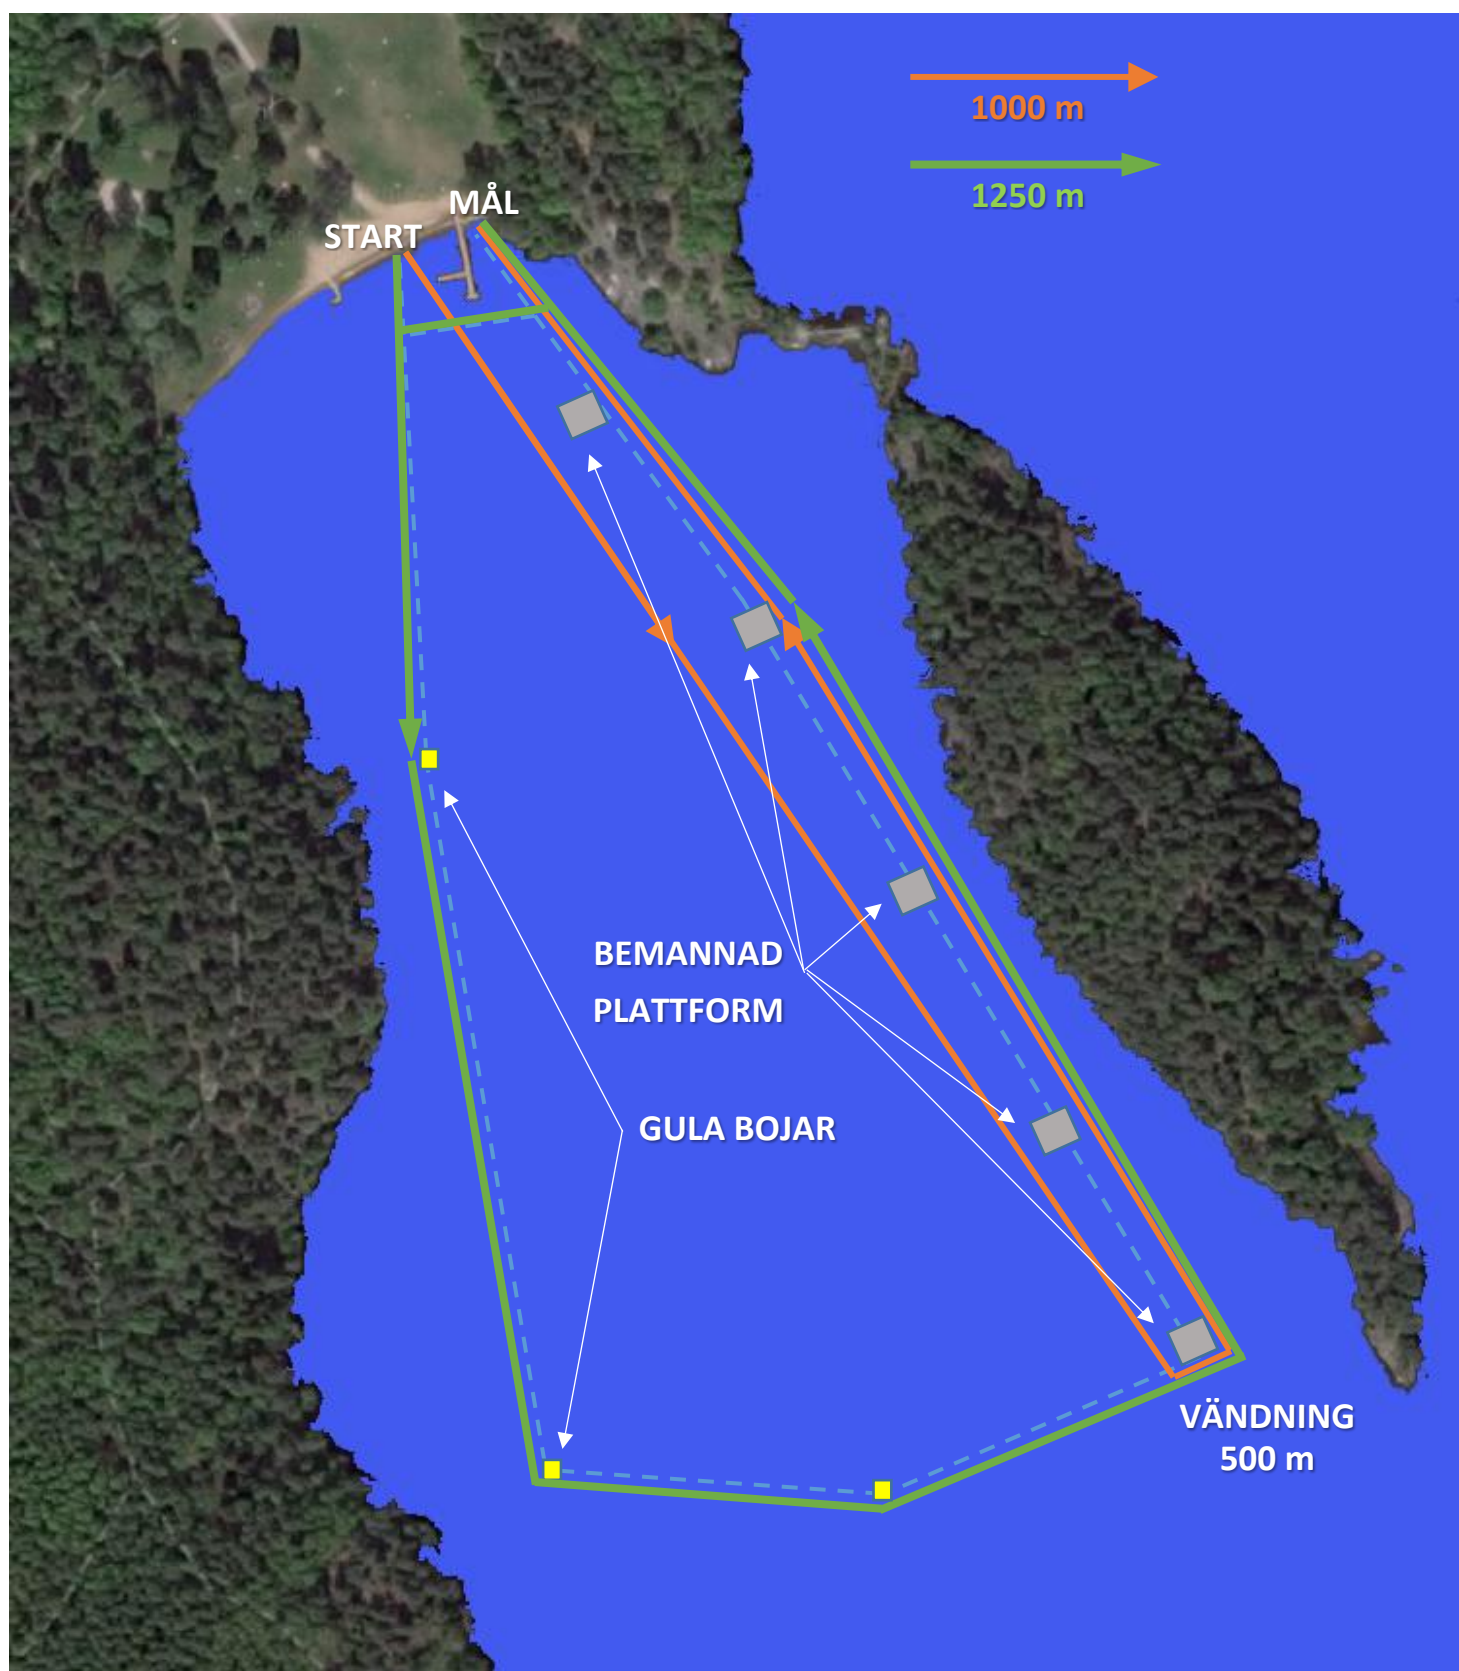 1000 m
1250 m
MÅL
START
BEMANNAD
PLATTFORM
GULA BOJAR
VÄNDNING
500 m